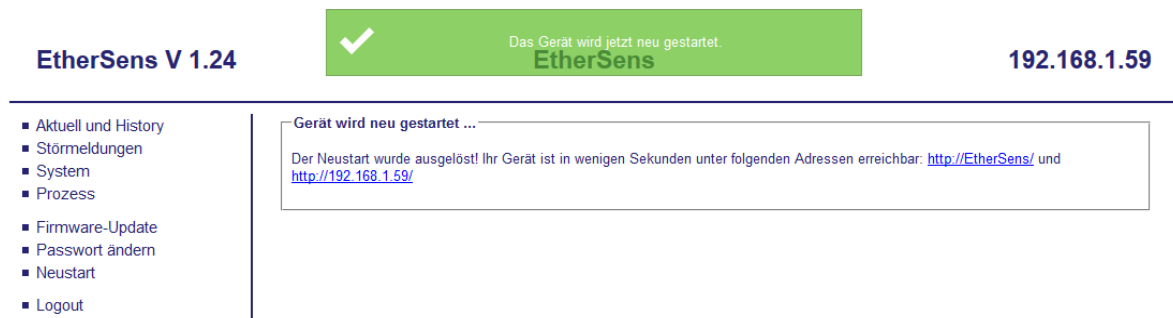 Das Gerät wird jetzt neu gestartet.
EtherSens V 1.24
EtherSens
192.168.1.59
Aktuell und History
Störmeldungen
System
Prozess
Firmware-Update
Passwort ändern
Neustart
Logout
Gerät wird neu gestartet ...
Der Neustart wurde ausgelöst! Ihr Gerät ist in wenigen Sekunden unter folgenden Adressen erreichbar: http://EtherSens/ und
http://192.168.1.59/